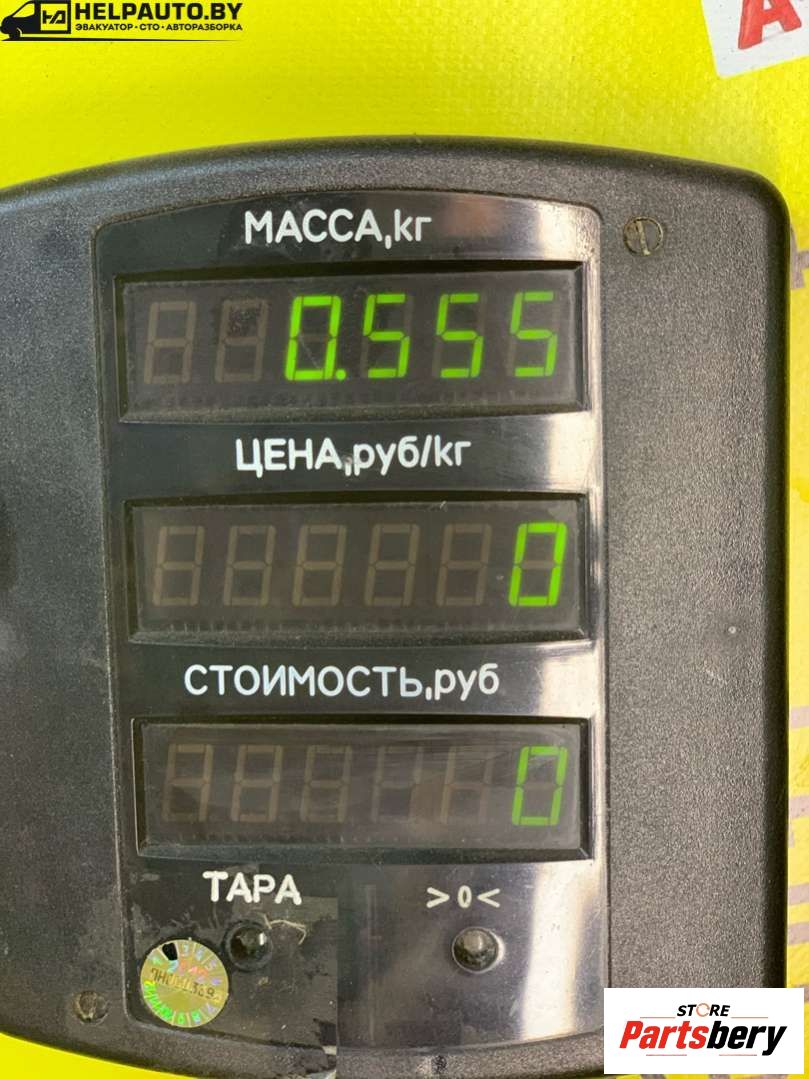 HELPAUTO.BY
ЭВАКУАТОР•СТО•АВТОРАЗБОРКА
МАССА,kг
0.555
ЦЕНА,руб/кг
0
СТОИМОСТЬ,руб
0
ТАРА >0<
STORE
Partsbery